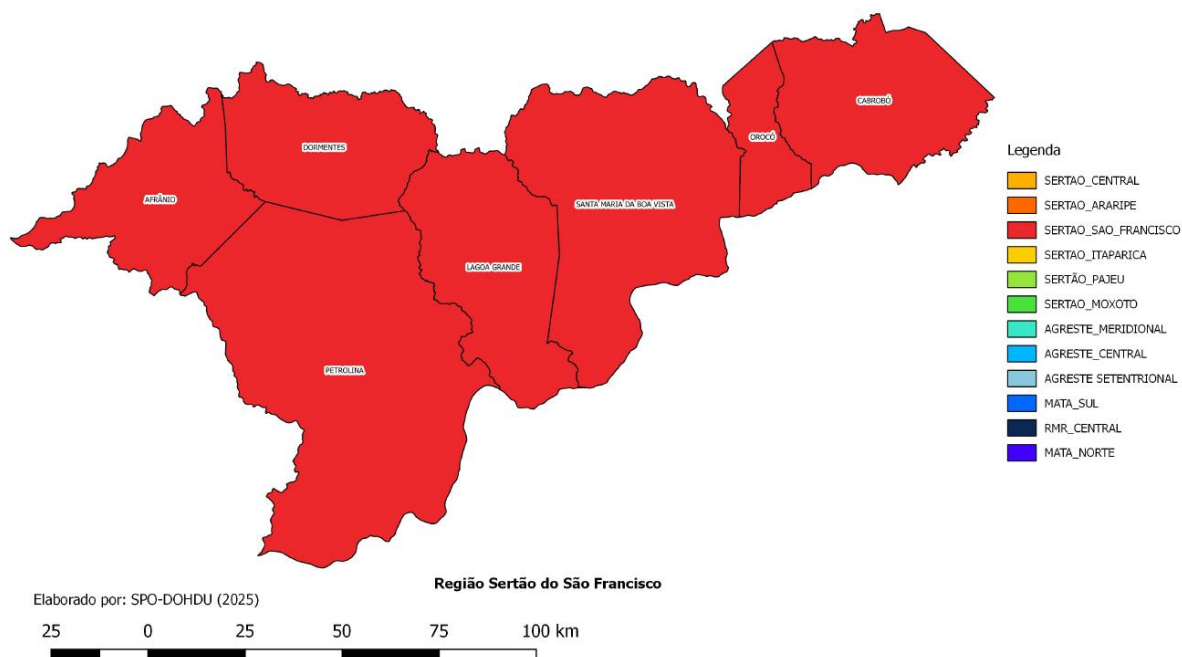 CABROBÓ
OROCÓ
DORMENTES
AFRÂNIO
SANTA MARIA DA BOA VISTA
LAGOA GRANDE
PETROLINA
Legenda
SERTAO_CENTRAL
SERTAO_ARARIPE
SERTAO_SAO_FRANCISCO
SERTAO_ITAPARICA
SERTÃO_PAJEU
SERTAO_MOXOTO
AGRESTE_MERIDIONAL
AGRESTE_CENTRAL
AGRESTE SETENTRIONAL
MATA_SUL
RMR_CENTRAL
MATA_NORTE
Região Sertão do São Francisco
Elaborado por: SPO-DOHDU (2025)
25 0 25 50 75 100 km